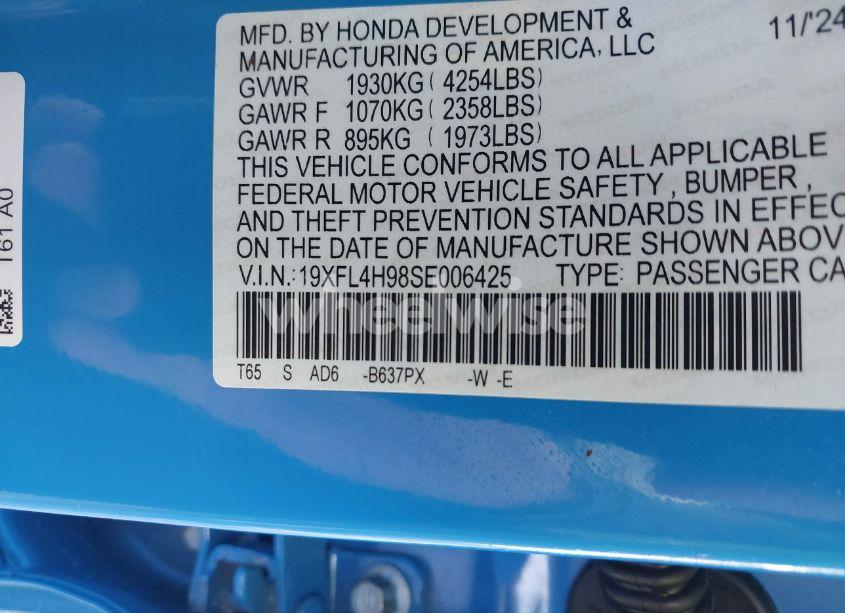 MFD. BY HONDA DEVELOPMENT & 11/'24
MANUFACTURING OF AMERICA, LLC
GVWR 1930KG ( 4254LBS)
GAWR F 1070KG ( 2358LBS)
GAWR R 895KG ( 1973LBS)
THIS VEHICLE CONFORMS TO ALL APPLICABLE
FEDERAL MOTOR VEHICLE SAFETY , BUMPER ,
AND THEFT PREVENTION STANDARDS IN EFFEC
ON THE DATE OF MANUFACTURE SHOWN ABOV
V.I.N.:19XFL4H98SE006425 TYPE: PASSENGER CA
wheelwise
T65 S AD6 -B637PX -W -E
T61 A0